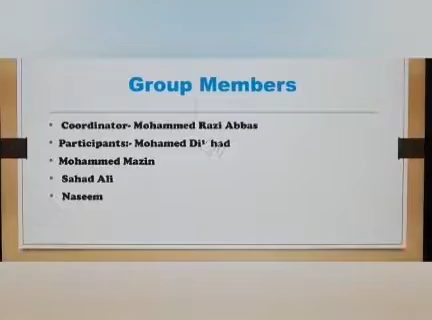 Group Members
Coordinator- Mohammed Razi Abbas
Participants:- Mohamed
Mohammed Mazin
Sahad Ali
Naseem